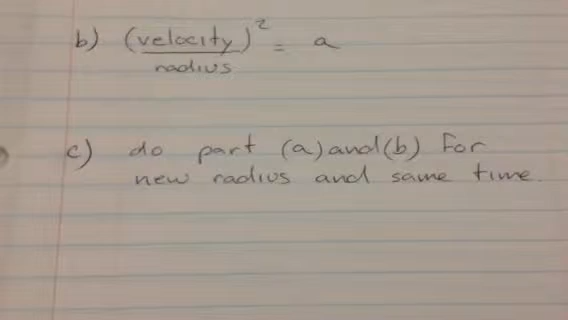 b) (velocity)² = a
radius
c) do part (a) and (b) For
new radius and same time.